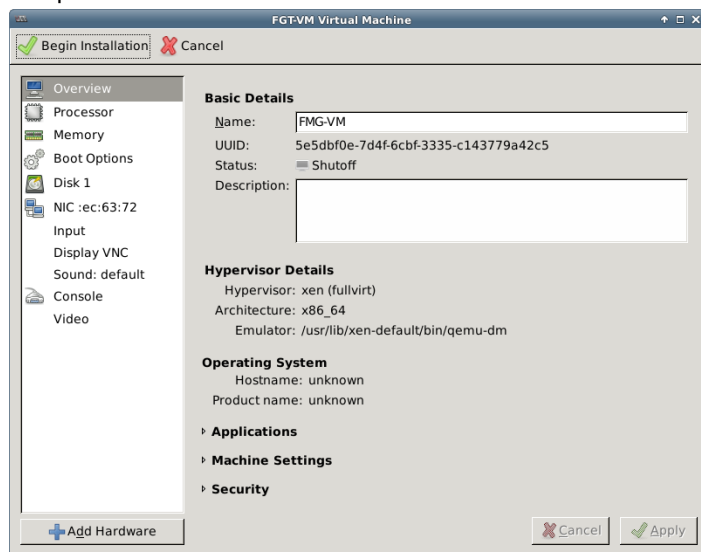 FGT-VM Virtual Machine
Begin Installation Cancel
Overview
Processor
Memory
Boot Options
Disk 1
NIC :ec:63:72
Input
Display VNC
Sound: default
Console
Video
Add Hardware
Basic Details
Name: FMG-VM
UUID: 5e5dbf0e-7d4f-6cbf-3335-c143779a42c5
Status: Shutoff
Description:
Hypervisor Details
Hypervisor: xen (fullvirt)
Architecture: x86_64
Emulator: /usr/lib/xen-default/bin/qemu-dm
Operating System
Hostname: unknown
Product name: unknown
Applications
Machine Settings
Security
Cancel Apply